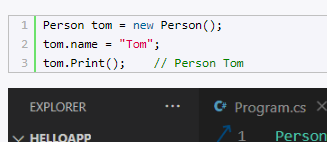 1 Person tom = new Person();
2 tom.name = "Tom";
3 tom.Print();    // Person Tom
EXPLORER ... C# Program.cs ×
HELLOAPP 1 Person